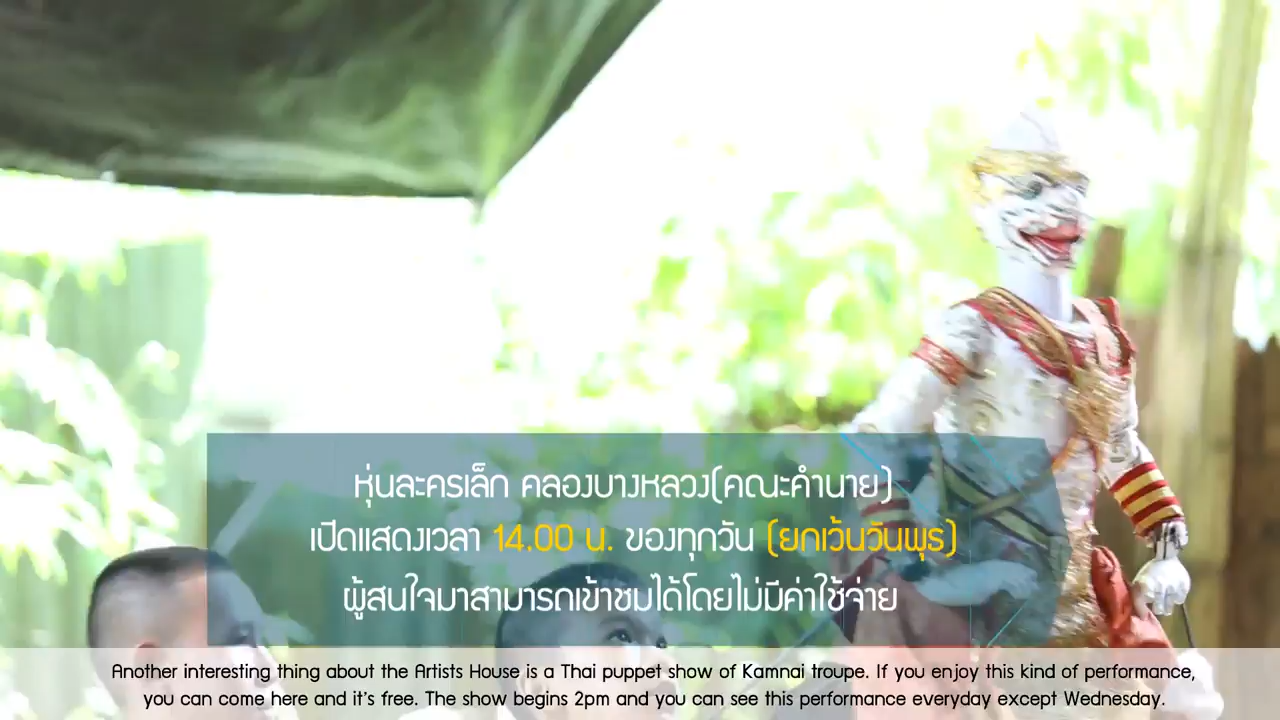 หุ่นละครเล็ก คลองบางหลวง(คณะคำนาย)
เปิดแสดงเวลา 14.00 น. ของทุกวัน (ยกเว้นวันพุธ)
ผู้สนใจมาสามารถเข้าชมได้โดยไม่มีค่าใช้จ่าย
Another interesting thing about the Artists House is a Thai puppet show of Kamnai troupe. If you enjoy this kind of performance,
you can come here and it's free. The show begins 2pm and you can see this performance everyday except Wednesday.